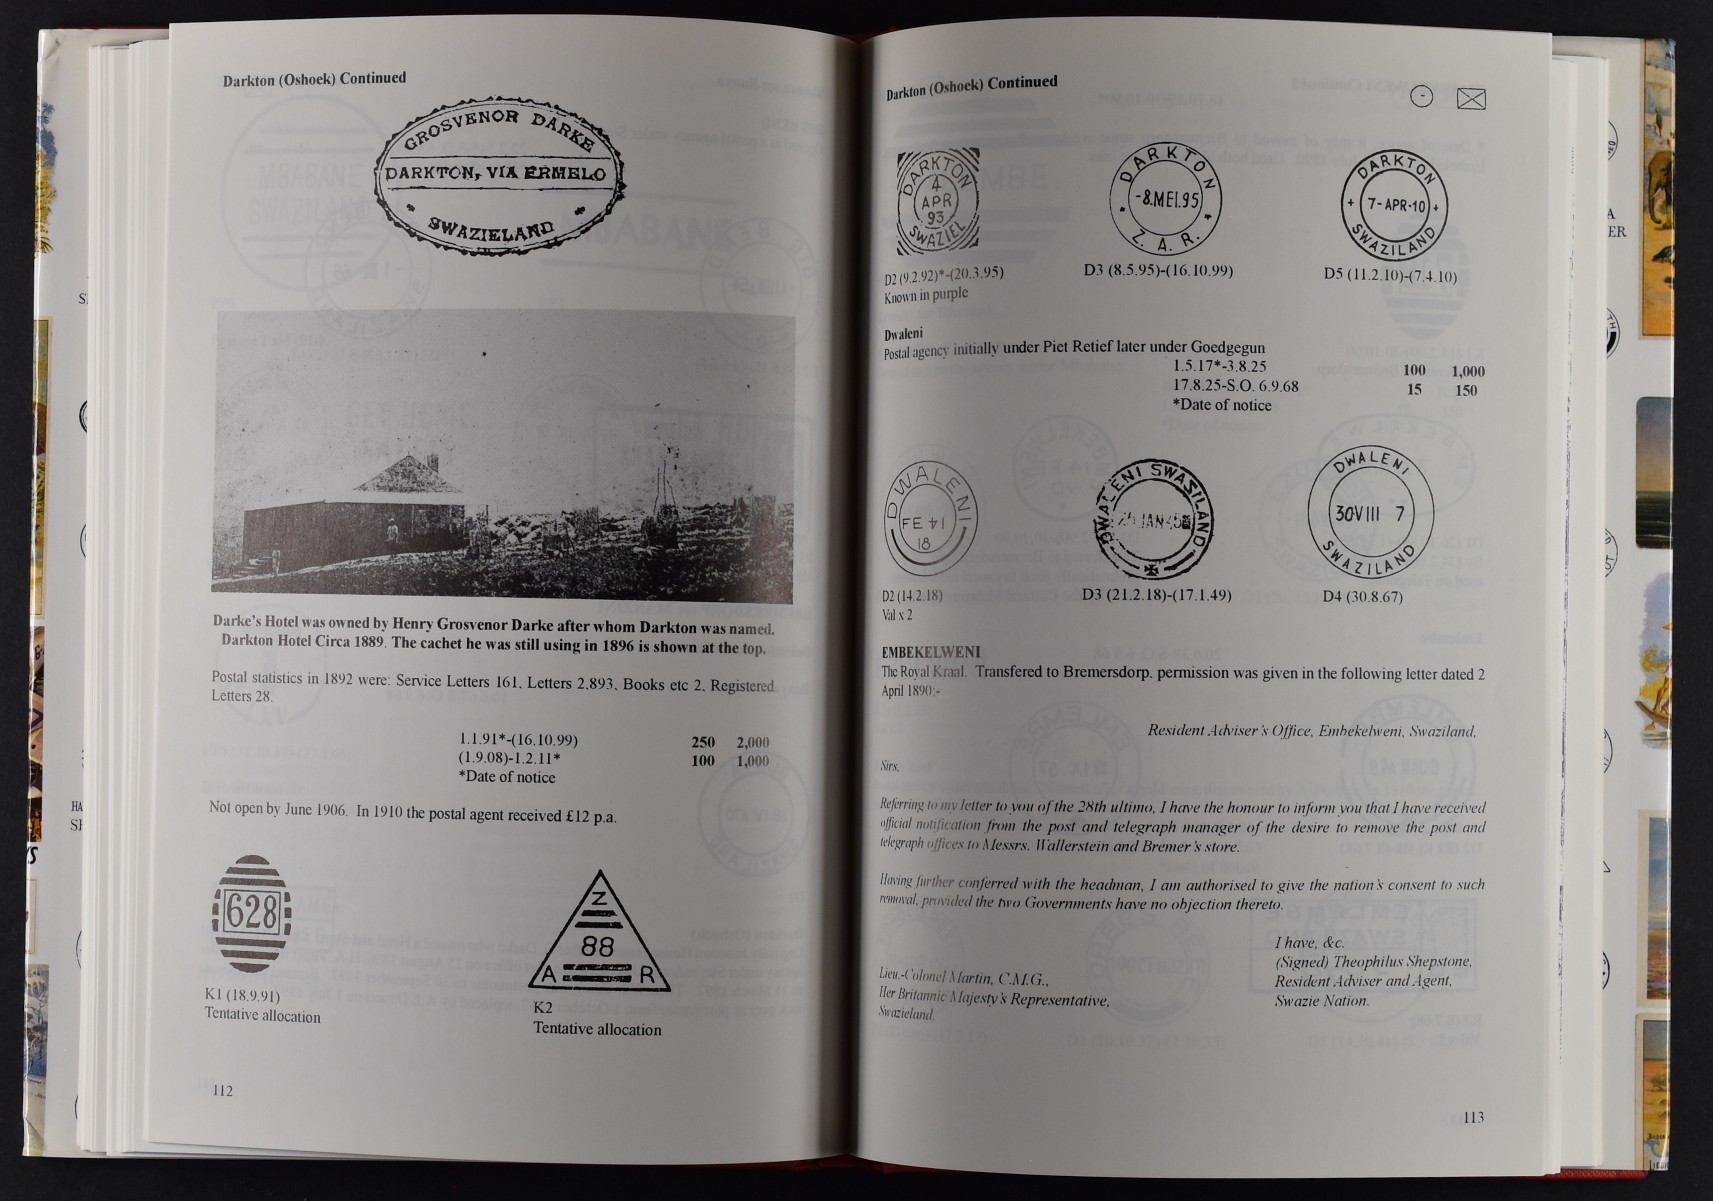 Darkton (Oshoek) Continued
GROSVENOR DARKE
DARKTON, VIA ERMELO
SWAZIELAND
Darke's Hotel was owned by Henry Grosvenor Darke after whom Darkton was named.
Darkton Hotel Circa 1889. The cachet he was still using in 1896 is shown at the top.
Postal statistics in 1892 were: Service Letters 161, Letters 2,893, Books etc 2, Registered
Letters 28.
1.1.91*-(16.10.99) 250 2,000
(1.9.08)-1.2.11* 100 1,000
*Date of notice
Not open by June 1906. In 1910 the postal agent received £12 p.a.
628
Z
88
A R
K1 (18.9.91)
Tentative allocation
K2
Tentative allocation
112
Darkton (Oshoek) Continued
DARKTON
4
APR
93
SWAZIEL
DARKTON
-8.MEI.95
Z. A. R.
DARKTON
+ 7-APR-10 +
SWAZILAND
D2 (9.2.92)*-(20.3.95)
Known in purple
D3 (8.5.95)-(16.10.99)
D5 (11.2.10)-(7.4.10)
Dwaleni
Postal agency initially under Piet Retief later under Goedgegun
1.5.17*-3.8.25 100 1,000
17.8.25-S.O. 6.9.68 15 150
*Date of notice
DWALENI
FE 14
18
DWALENI SWAZILAND
JAN 45
DWALENI
30VIII 7
SWAZILAND
D2 (14.2.18)
Val x 2
D3 (21.2.18)-(17.1.49)
D4 (30.8.67)
EMBEKELWENI
The Royal Kraal. Transfered to Bremersdorp. permission was given in the following letter dated 2
April 1890:-
Resident Adviser's Office, Embekelweni, Swaziland,
Sirs,
Referring to my letter to you of the 28th ultimo, I have the honour to inform you that I have received
official notification from the post and telegraph manager of the desire to remove the post and
telegraph offices to Messrs. Wallerstein and Bremer's store.
Having further conferred with the headman, I am authorised to give the nation's consent to such
removal, provided the two Governments have no objection thereto.
I have, &c.
(Signed) Theophilus Shepstone,
Resident Adviser and Agent,
Swazie Nation.
Lieu.-Colonel Martin, C.M.G.,
Her Britannic Majesty's Representative,
Swazieland.
113